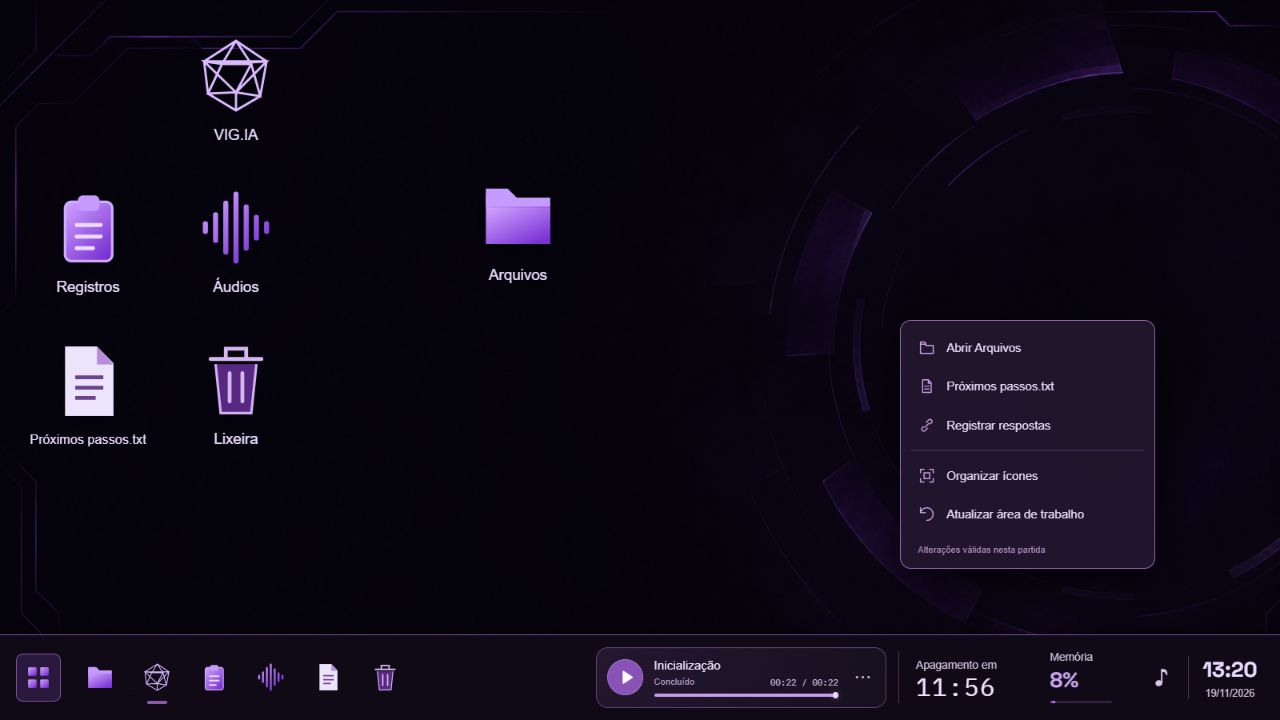 VIG.IA
Registros
Áudios
Arquivos
Próximos passos.txt
Lixeira
Abrir Arquivos
Próximos passos.txt
Registrar respostas
Organizar ícones
Atualizar área de trabalho
Alterações válidas nesta partida
Inicialização
Concluído
00:22 / 00:22
Apagamento em
11:56
Memória
8%
13:20
19/11/2026